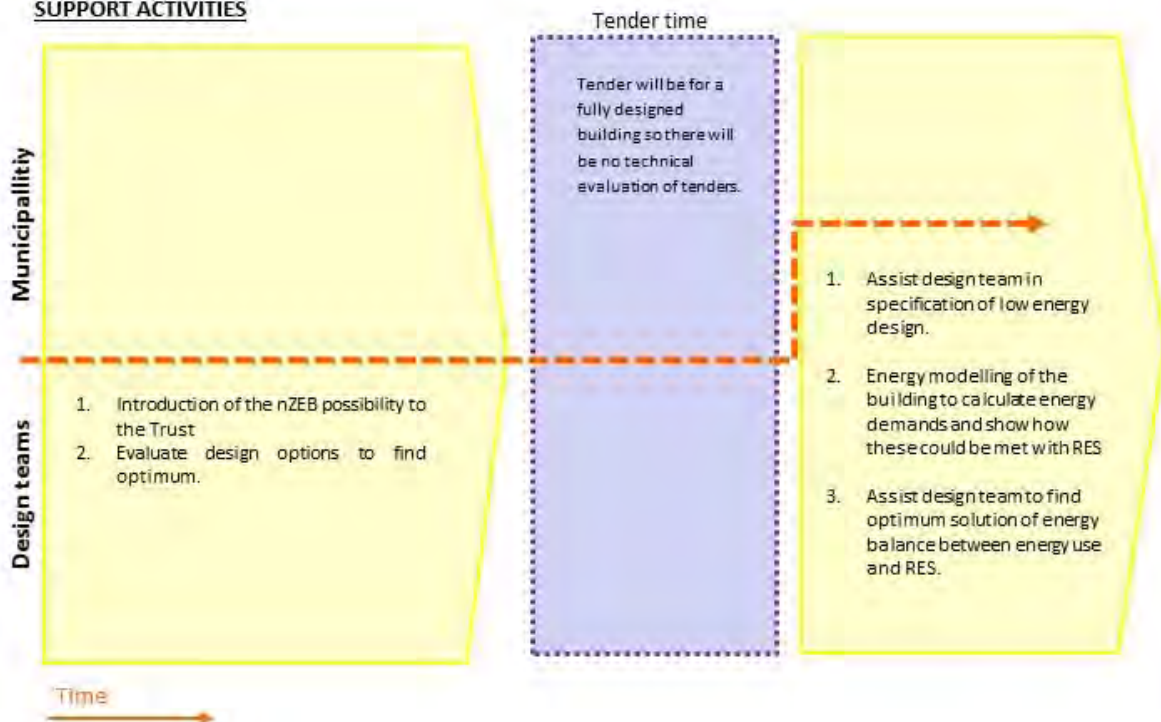 SUPPORT ACTIVITIES
Tender time
Municipallitiy
Design teams
1. Introduction of the nZEB possibility to
the Trust
2. Evaluate design options to find
optimum.
Tender will be for a
fully designed
building so there will
be no technical
evaluation of tenders.
1. Assist design team in
specification of low energy
design.
2. Energy modelling of the
building to calculate energy
demands and show how
these could be met with RES
3. Assist design team to find
optimum solution of energy
balance between energy use
and RES.
Time